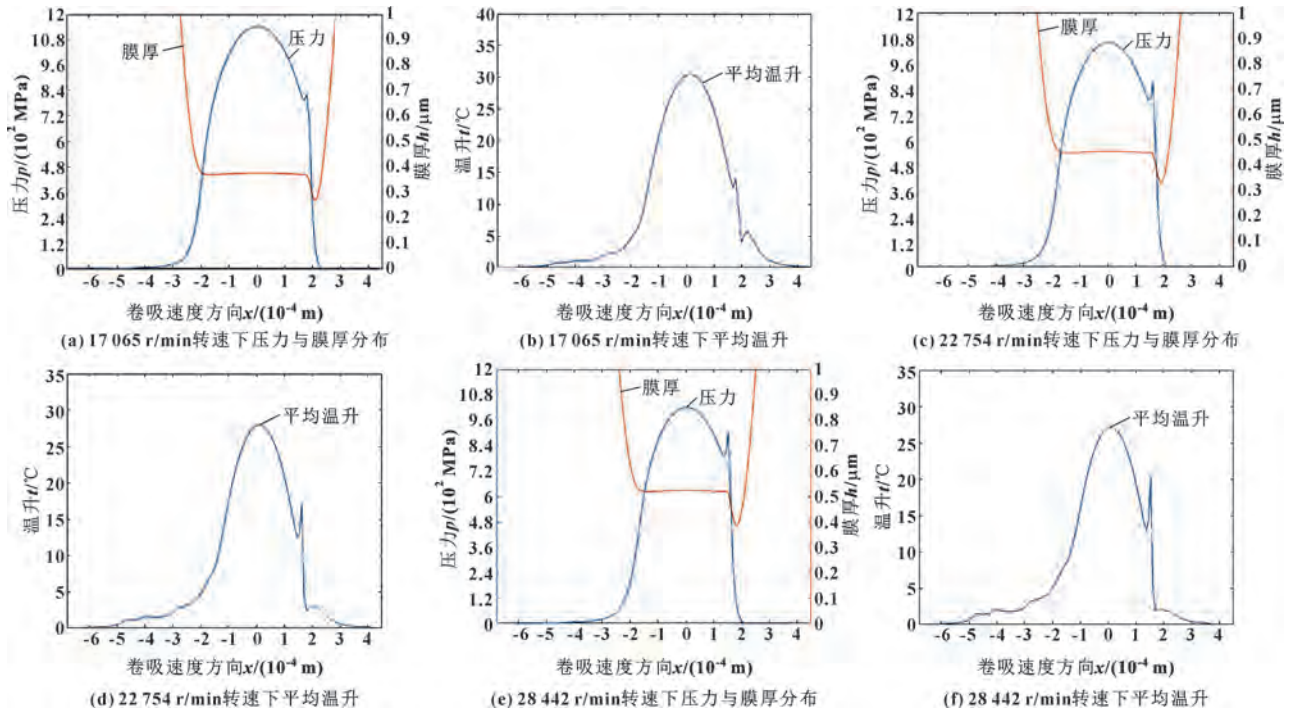 12
10.8
9.6
8.4
7.2
6
4.8
3.6
2.4
1.2
0
压力p/(10² MPa)
膜厚
压力
1
0.9
0.8
0.7
0.6
0.5
0.4
0.3
0.2
0.1
0
膜厚h/μm
-6 -5 -4 -3 -2 -1 0 1 2 3 4
卷吸速度方向x/(10⁻⁴ m)
(a) 17 065 r/min转速下压力与膜厚分布
40
35
30
25
20
15
10
5
0
温升t/℃
平均温升
-6 -5 -4 -3 -2 -1 0 1 2 3 4
卷吸速度方向x/(10⁻⁴ m)
(b) 17 065 r/min转速下平均温升
12
10.8
9.6
8.4
7.2
6
4.8
3.6
2.4
1.2
0
压力p/(10² MPa)
膜厚
压力
1
0.9
0.8
0.7
0.6
0.5
0.4
0.3
0.2
0.1
0
膜厚h/μm
-6 -5 -4 -3 -2 -1 0 1 2 3 4
卷吸速度方向x/(10⁻⁴ m)
(c) 22 754 r/min转速下压力与膜厚分布
35
30
25
20
15
10
5
0
温升t/℃
平均温升
-6 -5 -4 -3 -2 -1 0 1 2 3 4
卷吸速度方向x/(10⁻⁴ m)
(d) 22 754 r/min转速下平均温升
12
10.8
9.6
8.4
7.2
6
4.8
3.6
2.4
1.2
0
压力p/(10² MPa)
膜厚
压力
1
0.9
0.8
0.7
0.6
0.5
0.4
0.3
0.2
0.1
0
膜厚h/μm
-6 -5 -4 -3 -2 -1 0 1 2 3 4
卷吸速度方向x/(10⁻⁴ m)
(e) 28 442 r/min转速下压力与膜厚分布
35
30
25
20
15
10
5
0
温升t/℃
平均温升
-6 -5 -4 -3 -2 -1 0 1 2 3 4
卷吸速度方向x/(10⁻⁴ m)
(f) 28 442 r/min转速下平均温升